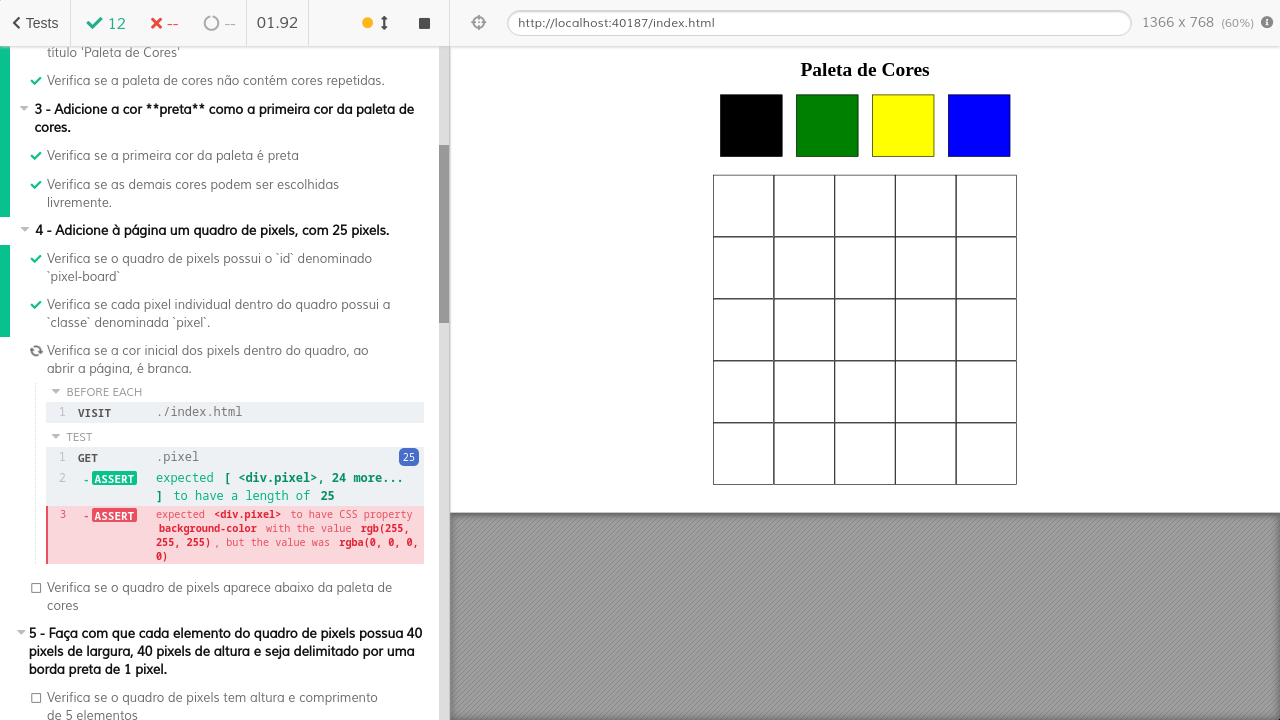 Tests
12
--
--
01.92
http://localhost:40187/index.html
1366 x 768 (60%)
título 'Paleta de Cores'
Verifica se a paleta de cores não contém cores repetidas.
3 - Adicione a cor **preta** como a primeira cor da paleta de
cores.
Verifica se a primeira cor da paleta é preta
Verifica se as demais cores podem ser escolhidas
livremente.
4 - Adicione à página um quadro de pixels, com 25 pixels.
Verifica se o quadro de pixels possui o `id` denominado
`pixel-board`
Verifica se cada pixel individual dentro do quadro possui a
`classe` denominada `pixel`.
Verifica se a cor inicial dos pixels dentro do quadro, ao
abrir a página, é branca.
BEFORE EACH
1 VISIT ./index.html
TEST
1 GET .pixel 25
2 -ASSERT expected [ <div.pixel>, 24 more...
] to have a length of 25
3 -ASSERT expected <div.pixel> to have CSS property
background-color with the value rgb(255,
255, 255), but the value was rgba(0, 0, 0,
0)
Verifica se o quadro de pixels aparece abaixo da paleta de
cores
5 - Faça com que cada elemento do quadro de pixels possua 40
pixels de largura, 40 pixels de altura e seja delimitado por uma
borda preta de 1 pixel.
Verifica se o quadro de pixels tem altura e comprimento
de 5 elementos
Paleta de Cores